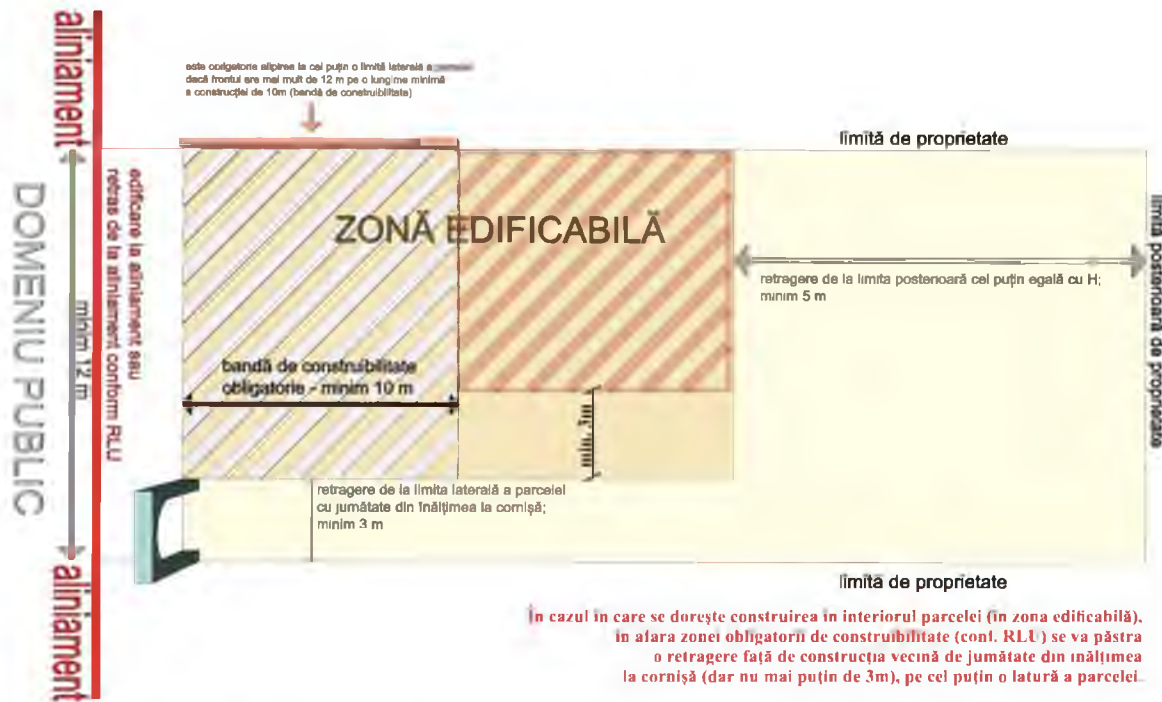 aliniament
este obligatorie alipirea la cel puțin o limită laterală a parcelei
dacă frontul are mai mult de 12 m pe o lungime minimă
a construcției de 10m (bandă de construibilitate)
limită de proprietate
DOMENIU PUBLIC
minim 12 m
edificare la aliniament sau
retras de la aliniament conform RLU
ZONĂ EDIFICABILĂ
retragere de la limita posterioară cel puțin egală cu H;
minim 5 m
limita posterioară de proprietate
bandă de construibilitate
obligatorie - minim 10 m
min. 3m
retragere de la limita laterală a parcelei
cu jumătate din înălțimea la cornișă;
minim 3 m
aliniament
limită de proprietate
În cazul în care se dorește construirea în interiorul parcelei (în zona edificabilă),
în afara zonei obligatorii de construibilitate (conf. RLU) se va păstra
o retragere față de construcția vecină de jumătate din înălțimea
la cornișă (dar nu mai puțin de 3m), pe cel puțin o latură a parcelei.